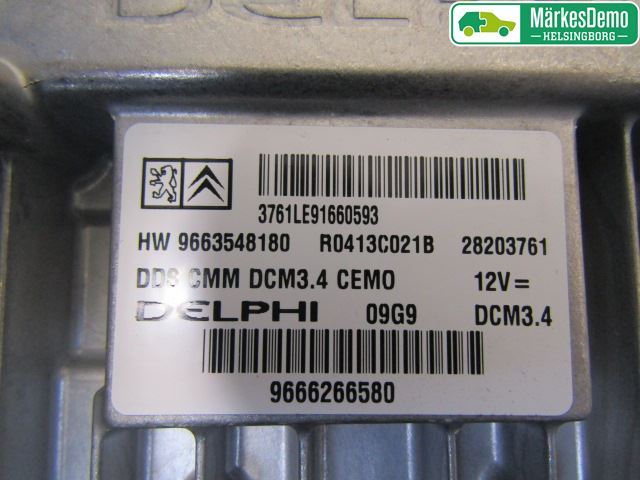 MärkesDemo
HELSINGBORG
3761LE91660593
HW 9663548180 R0413C021B 28203761
DDS CMM DCM3.4 CEMO 12V=
DELPHI 09G9 DCM3.4
9666266580